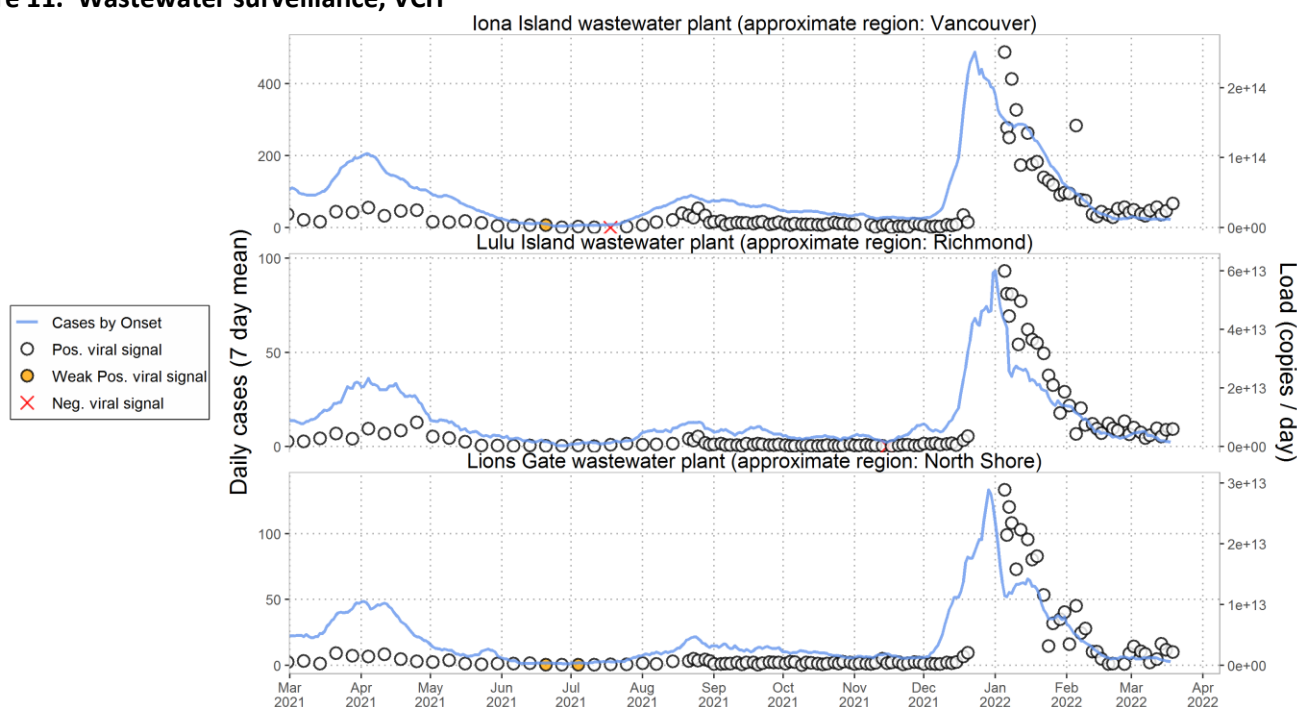 re 11: Wastewater surveillance, VCH
Iona Island wastewater plant (approximate region: Vancouver)
400
200
0
2e+14
1e+14
0e+00
Lulu Island wastewater plant (approximate region: Richmond)
100
50
0
6e+13
4e+13
2e+13
0e+00
Lions Gate wastewater plant (approximate region: North Shore)
100
50
0
3e+13
2e+13
1e+13
0e+00
Daily cases (7 day mean)
Load (copies / day)
Cases by Onset
Pos. viral signal
Weak Pos. viral signal
Neg. viral signal
Mar Apr May Jun Jul Aug Sep Oct Nov Dec Jan Feb Mar Apr
2021 2021 2021 2021 2021 2021 2021 2021 2021 2021 2022 2022 2022 2022